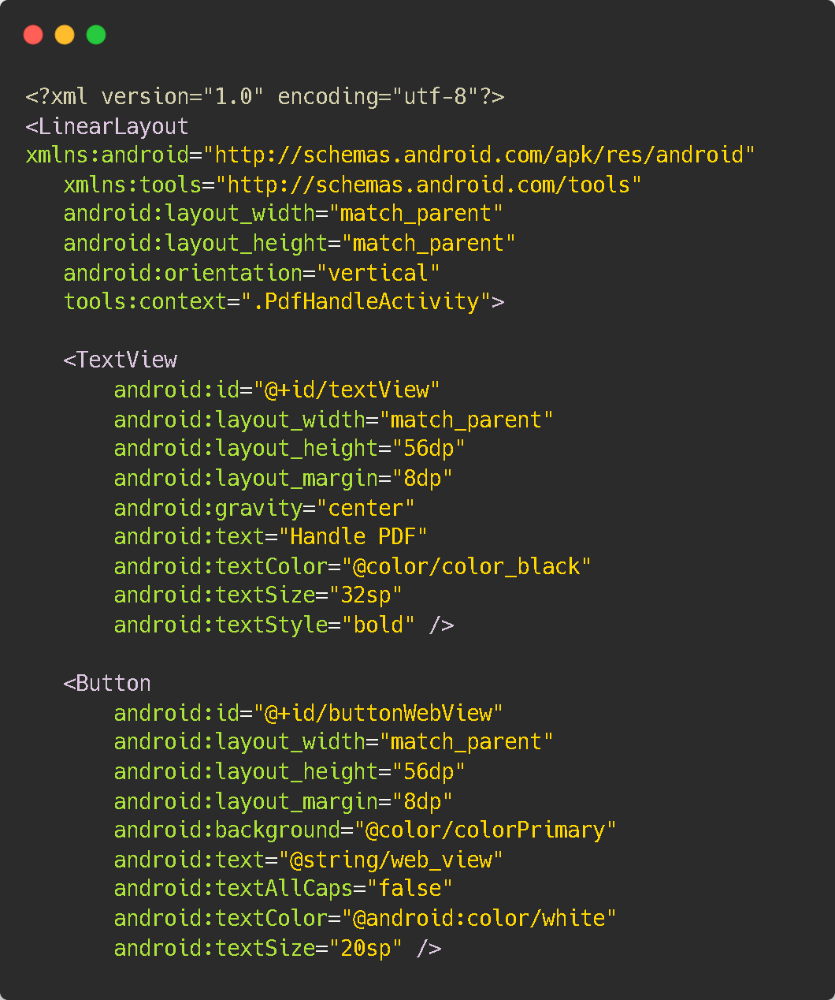 <?xml version="1.0" encoding="utf-8"?>
<LinearLayout
xmlns:android="http://schemas.android.com/apk/res/android"
   xmlns:tools="http://schemas.android.com/tools"
   android:layout_width="match_parent"
   android:layout_height="match_parent"
   android:orientation="vertical"
   tools:context=".PdfHandleActivity">

   <TextView
       android:id="@+id/textView"
       android:layout_width="match_parent"
       android:layout_height="56dp"
       android:layout_margin="8dp"
       android:gravity="center"
       android:text="Handle PDF"
       android:textColor="@color/color_black"
       android:textSize="32sp"
       android:textStyle="bold" />

   <Button
       android:id="@+id/buttonWebView"
       android:layout_width="match_parent"
       android:layout_height="56dp"
       android:layout_margin="8dp"
       android:background="@color/colorPrimary"
       android:text="@string/web_view"
       android:textAllCaps="false"
       android:textColor="@android:color/white"
       android:textSize="20sp" />